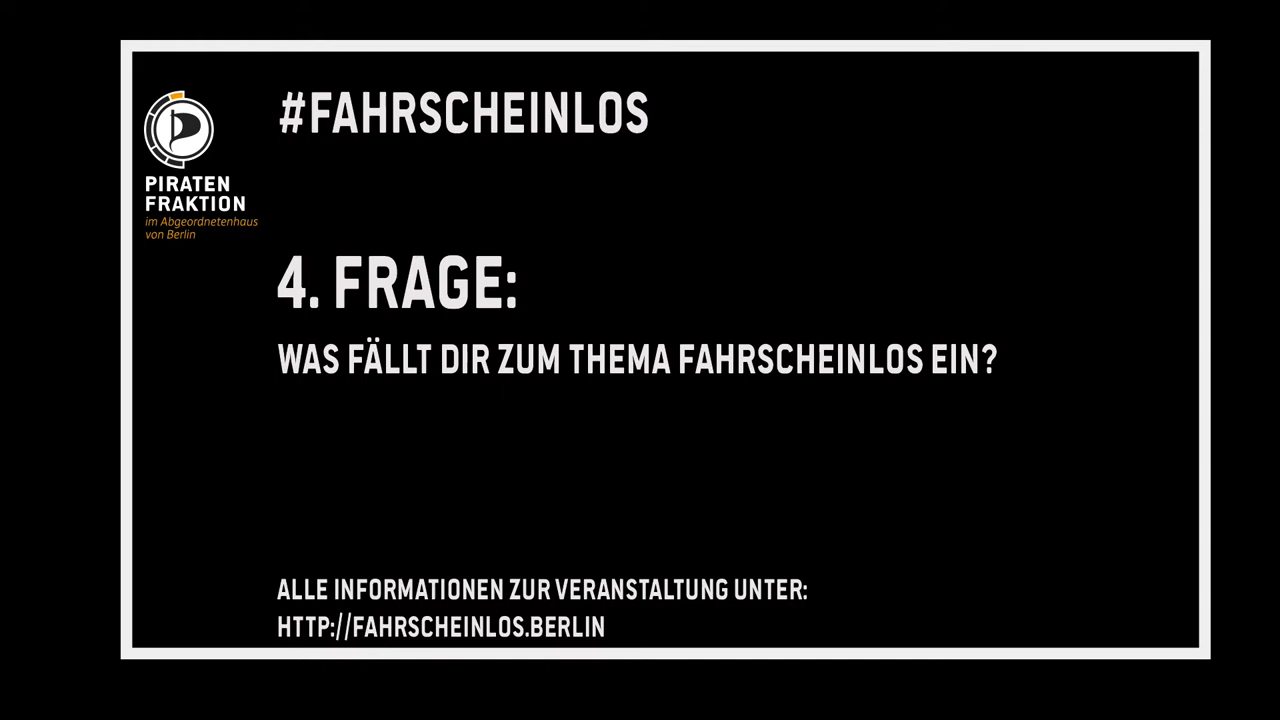 #FAHRSCHEINLOS
PIRATEN
FRAKTION
im Abgeordnetenhaus
von Berlin
4. FRAGE:
WAS FÄLLT DIR ZUM THEMA FAHRSCHEINLOS EIN?
ALLE INFORMATIONEN ZUR VERANSTALTUNG UNTER:
HTTP://FAHRSCHEINLOS.BERLIN